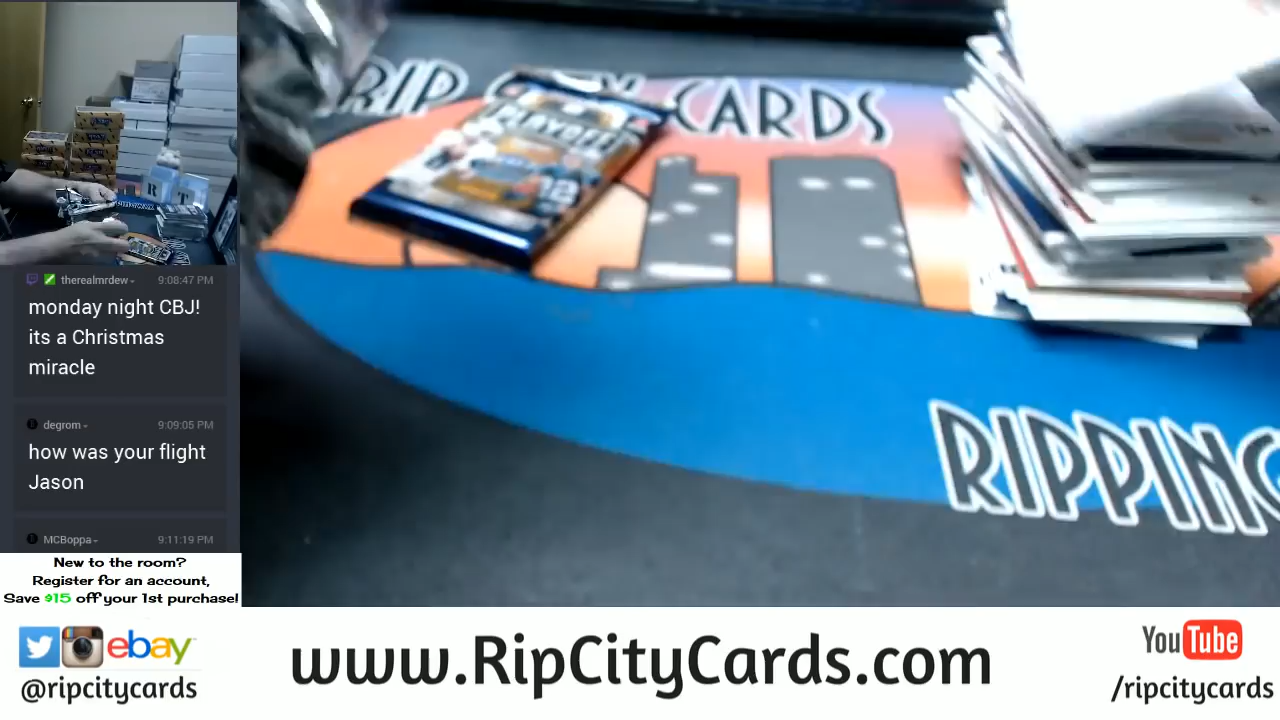 RIP CITY CARDS
PLAYOFF
RIPPING
R
T
therealmrdew
9:08:47 PM
monday night CBJ!
its a Christmas
miracle
degrom
9:09:05 PM
how was your flight
Jason
MCBoppa
9:11:19 PM
New to the room?
Register for an account,
Save $15 off your 1st purchase!
ebay
@ripcitycards
www.RipCityCards.com
YouTube
/ripcitycards